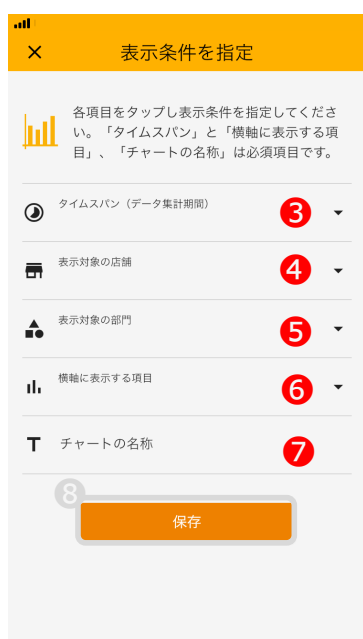 ×
表示条件を指定
各項目をタップし表示条件を指定してくださ
い。「タイムスパン」と「横軸に表示する項
目」、「チャートの名称」は必須項目です。
タイムスパン（データ集計期間）
3
表示対象の店舗
4
表示対象の部門
5
横軸に表示する項目
6
T チャートの名称
7
8
保存